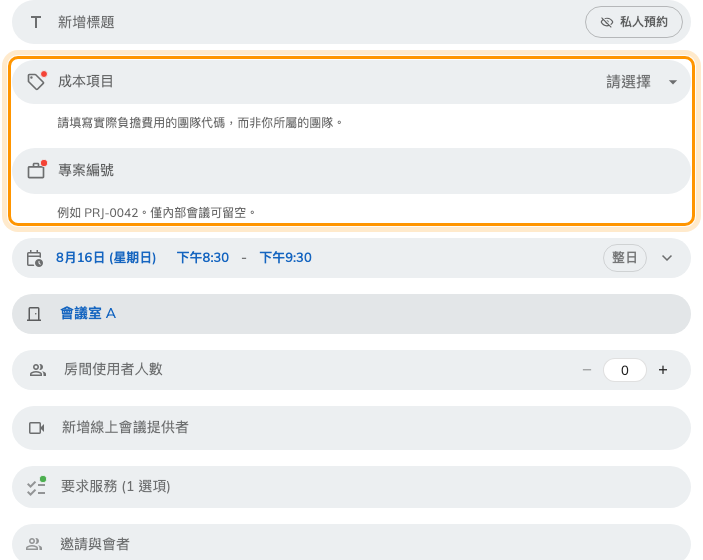 新增標題
私人預約
成本項目
請選擇
請填寫實際負擔費用的團隊代碼，而非你所屬的團隊。
專案編號
例如 PRJ-0042。僅內部會議可留空。
8月16日 (星期日) 下午8:30 - 下午9:30
整日
會議室 A
房間使用者人數
− 0 +
新增線上會議提供者
要求服務 (1 選項)
邀請與會者